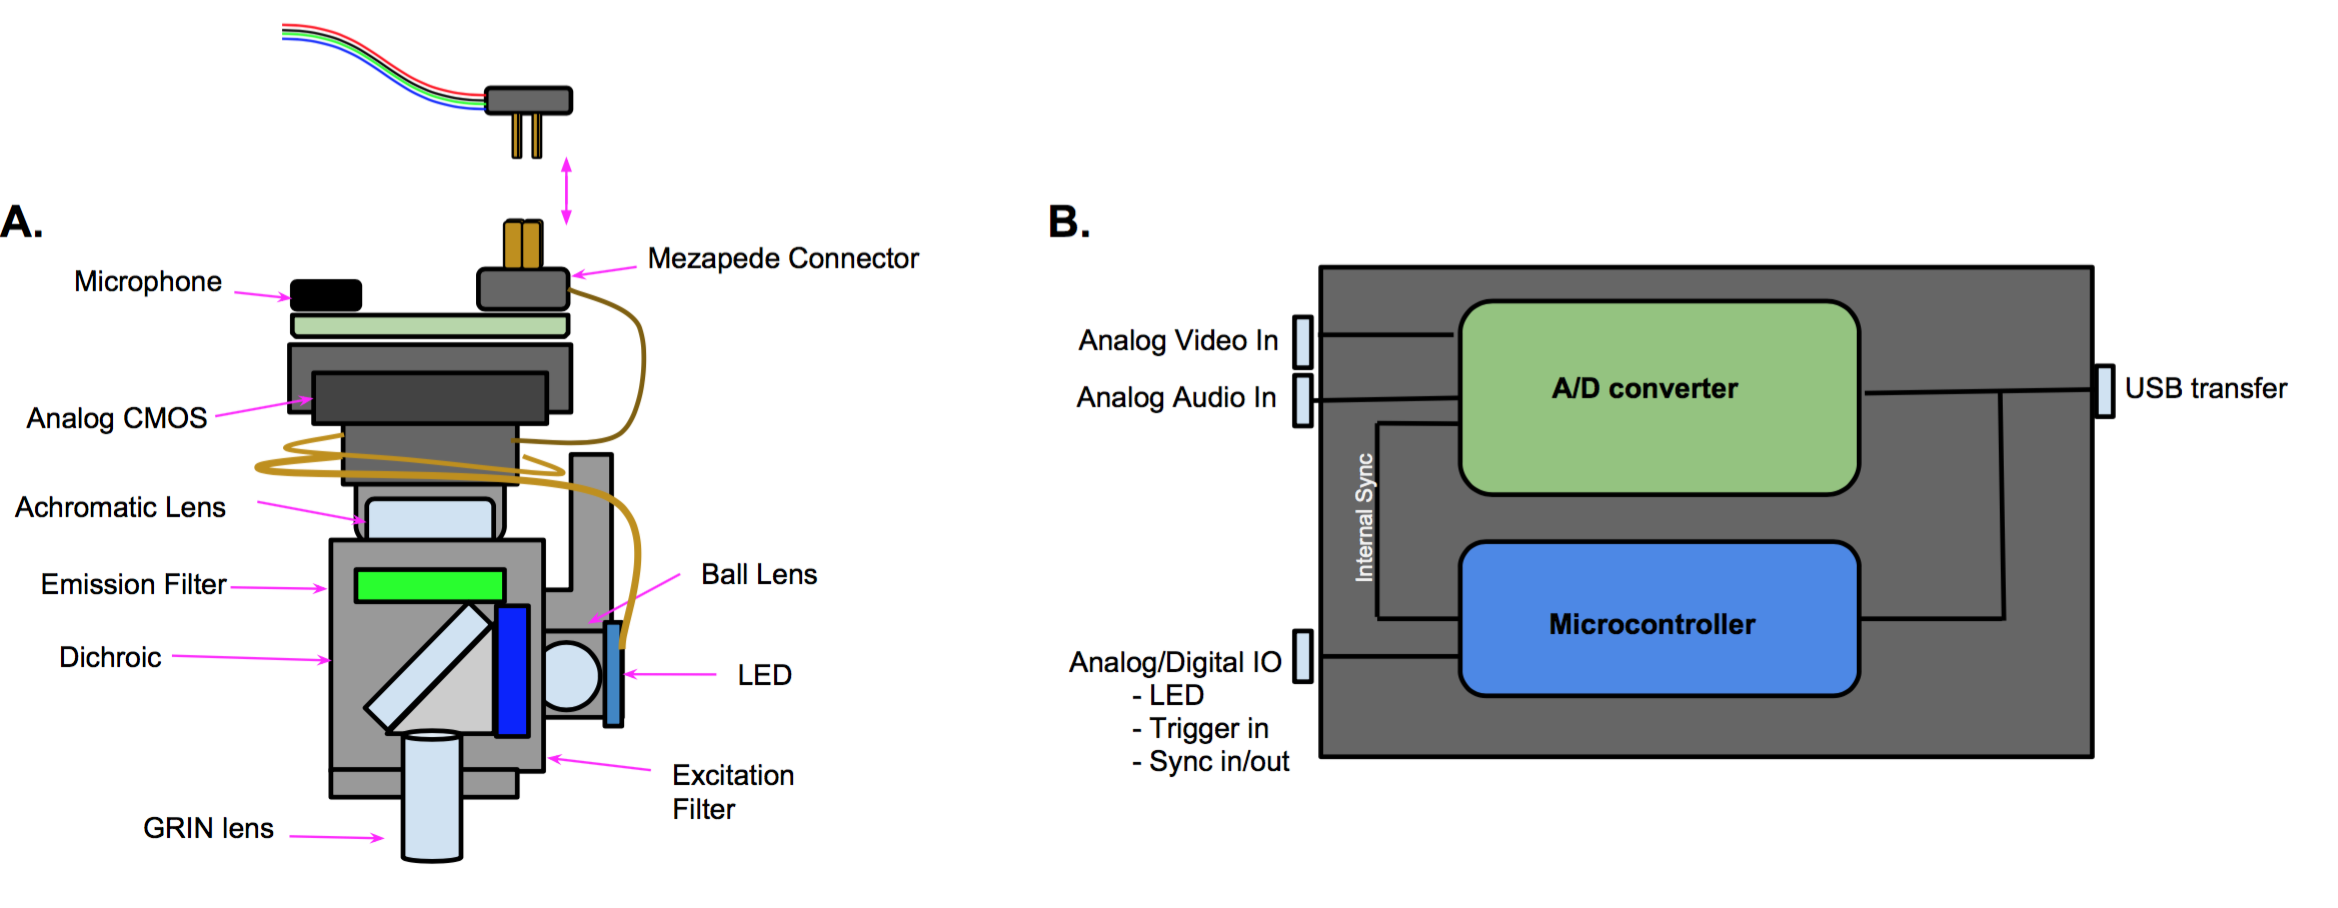 A.
Microphone
Mezapede Connector
Analog CMOS
Achromatic Lens
Emission Filter
Ball Lens
Dichroic
LED
Excitation
Filter
GRIN lens
B.
Analog Video In
A/D converter
USB transfer
Analog Audio In
Internal Sync
Microcontroller
Analog/Digital IO
- LED
- Trigger in
- Sync in/out